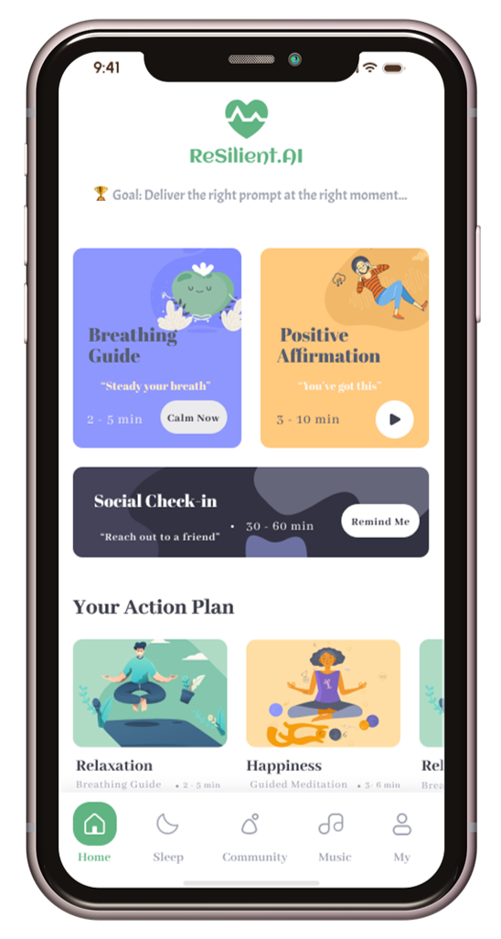 9:41
ReSilient.AI
🏆 Goal: Deliver the right prompt at the right moment...
Breathing
Guide
"Steady your breath"
2 - 5 min
Calm Now
Positive
Affirmation
"You've got this"
3 - 10 min
Social Check-in
"Reach out to a friend"
• 30 - 60 min
Remind Me
Your Action Plan
Relaxation
Breathing Guide • 2 - 5 min
Happiness
Guided Meditation • 3- 6 min
Rel
Brea
Home
Sleep
Community
Music
My